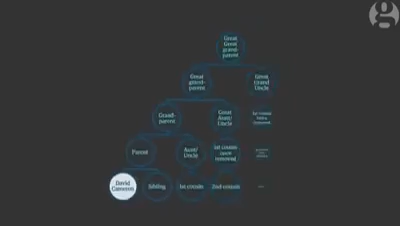 Great
Great
grand-
parent
Great
grand-
parent
Great
Grand
Uncle
Grand-
parent
Great
Aunt/
Uncle
1st cousin
twice
removed
Parent
Aunt/
Uncle
1st cousin
once
removed
David
Cameron
Sibling
1st cousin
2nd cousin